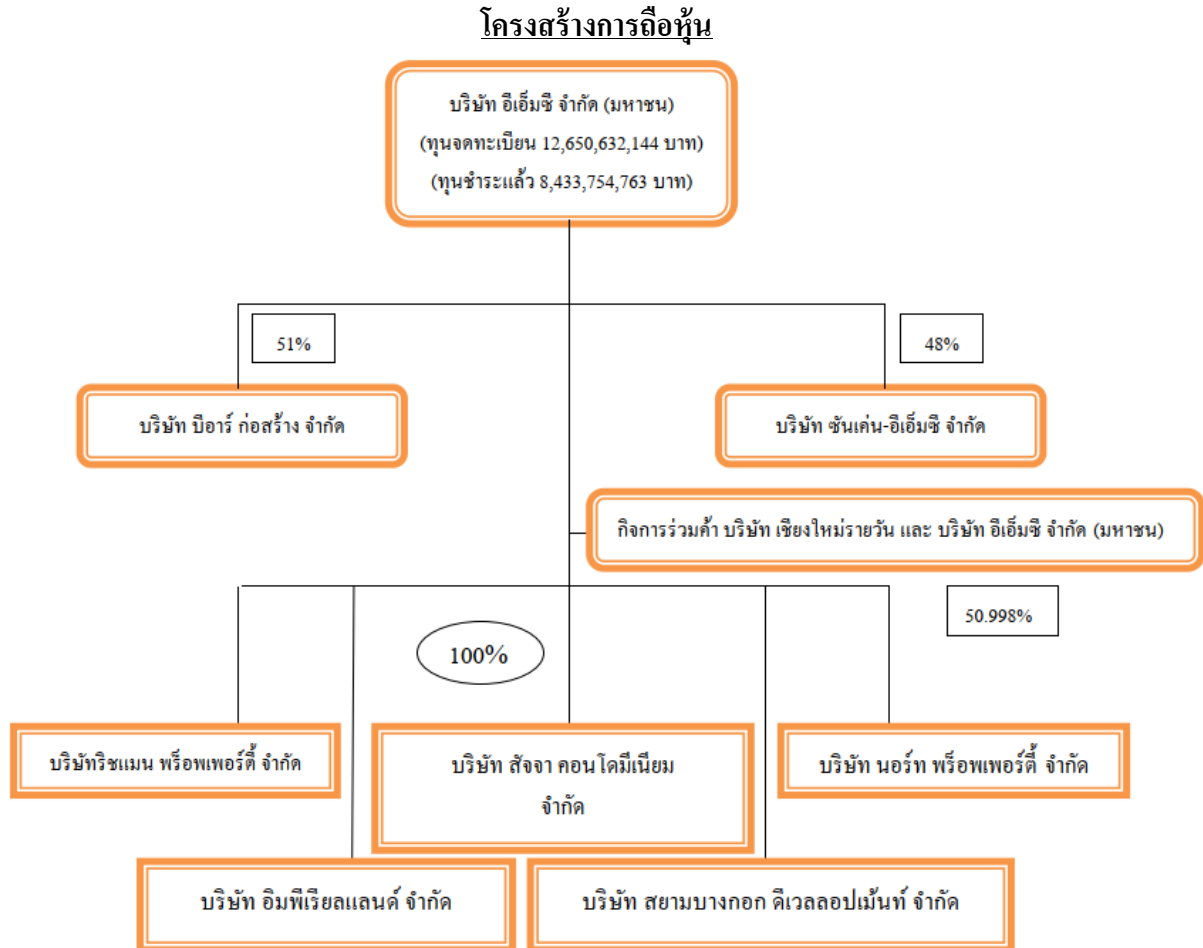 โครงสร้างการถือหุ้น
บริษัท อีเอ็มซี จำกัด (มหาชน)
(ทุนจดทะเบียน 12,650,632,144 บาท)
(ทุนชำระแล้ว 8,433,754,763 บาท)
51%
48%
บริษัท บีอาร์ ก่อสร้าง จำกัด
บริษัท ซันเค่น-อีเอ็มซี จำกัด
กิจการร่วมค้า บริษัท เชียงใหม่รายวัน และ บริษัท อีเอ็มซี จำกัด (มหาชน)
50.998%
100%
บริษัทริชแมน พร็อพเพอร์ตี้ จำกัด
บริษัท สัจจา คอนโดมีเนียม
จำกัด
บริษัท นอร์ท พร็อพเพอร์ตี้ จำกัด
บริษัท อิมพีเรียลแลนด์ จำกัด
บริษัท สยามบางกอก ดีเวลลอปเม้นท์ จำกัด